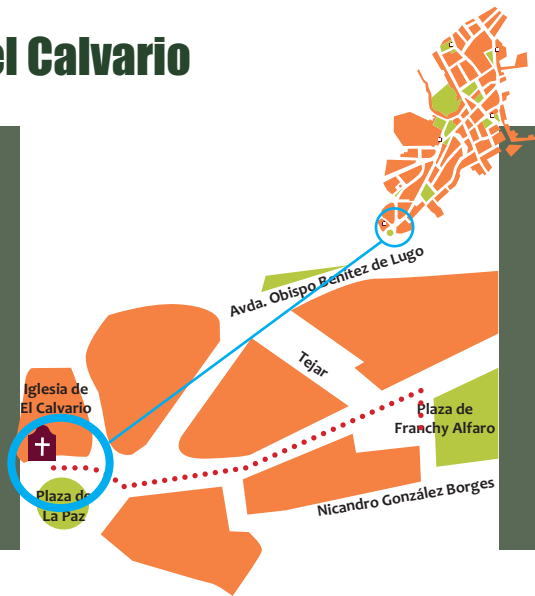 el Calvario
Avda. Obispo Benítez de Lugo
Tejar
Iglesia de
El Calvario
Plaza de
Franchy Alfaro
Nicandro González Borges
Plaza de
La Paz